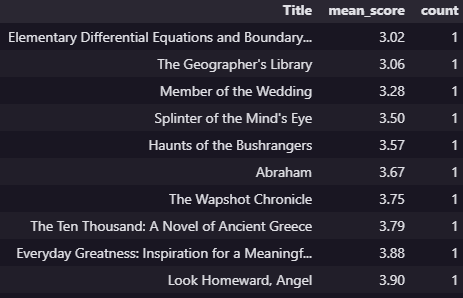 Title mean_score count
Elementary Differential Equations and Boundary... 3.02 1
The Geographer's Library 3.06 1
Member of the Wedding 3.28 1
Splinter of the Mind's Eye 3.50 1
Haunts of the Bushrangers 3.57 1
Abraham 3.67 1
The Wapshot Chronicle 3.75 1
The Ten Thousand: A Novel of Ancient Greece 3.79 1
Everyday Greatness: Inspiration for a Meaningf... 3.88 1
Look Homeward, Angel 3.90 1